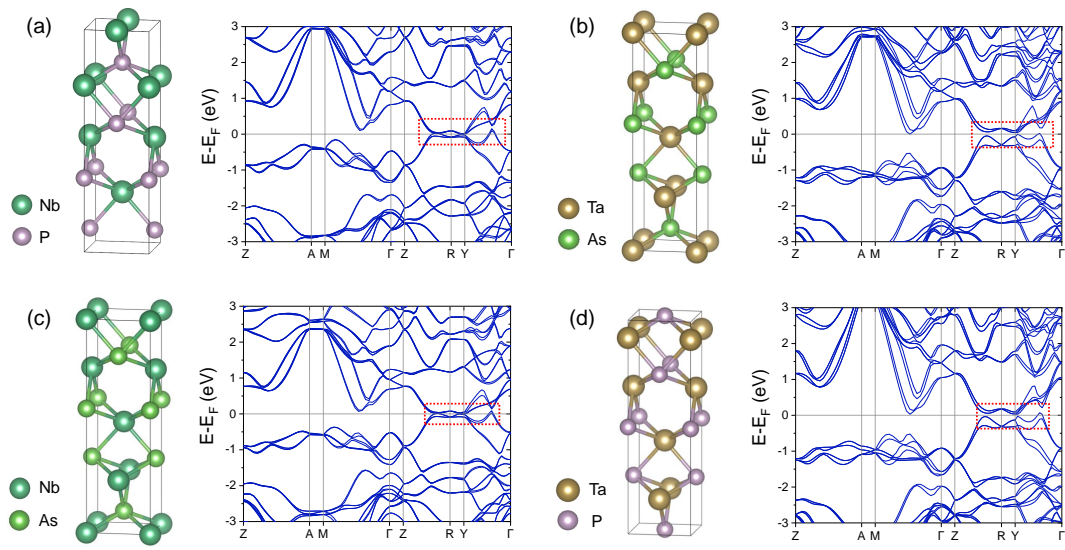 (a)
Nb
P
E-E_F (eV)
3
2
1
0
-1
-2
-3
Z A M Γ Z R Y Γ
(b)
Ta
As
E-E_F (eV)
3
2
1
0
-1
-2
-3
Z A M Γ Z R Y Γ
(c)
Nb
As
E-E_F (eV)
3
2
1
0
-1
-2
-3
Z A M Γ Z R Y Γ
(d)
Ta
P
E-E_F (eV)
3
2
1
0
-1
-2
-3
Z A M Γ Z R Y Γ